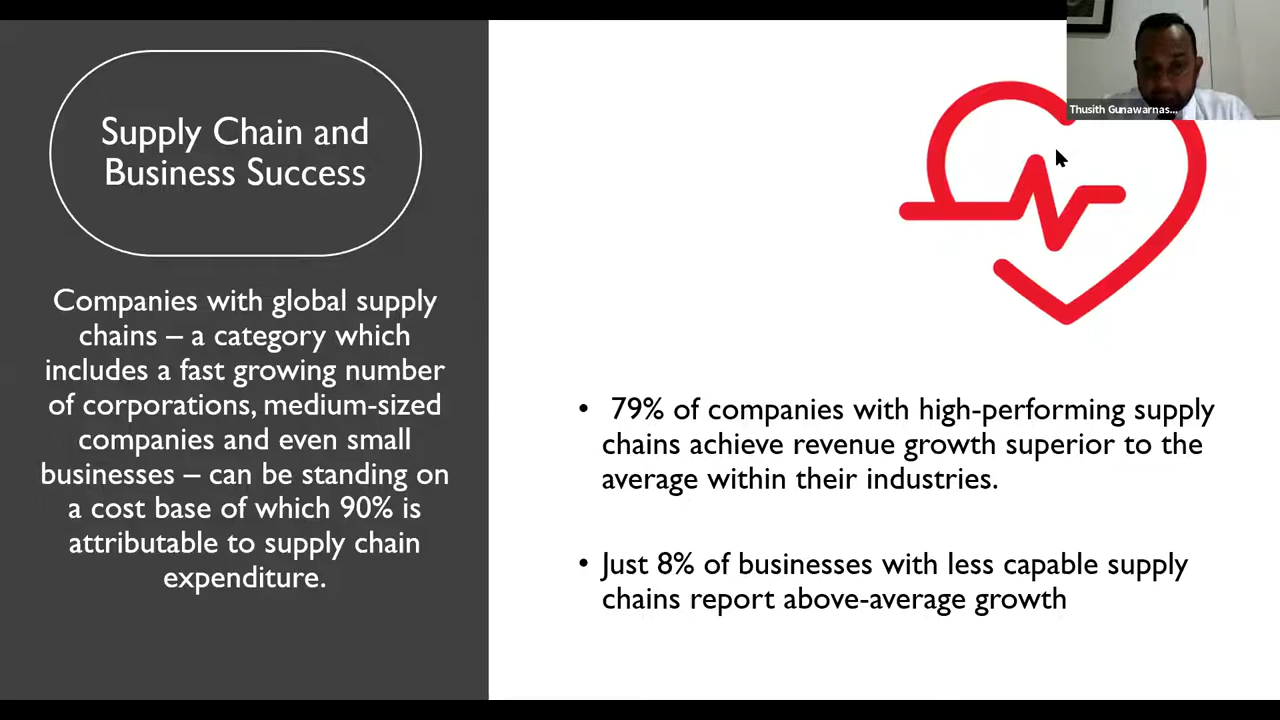 Supply Chain and
Business Success
Companies with global supply
chains – a category which
includes a fast growing number
of corporations, medium-sized
companies and even small
businesses – can be standing on
a cost base of which 90% is
attributable to supply chain
expenditure.
Thusith Gunawarnas...
• 79% of companies with high-performing supply
chains achieve revenue growth superior to the
average within their industries.
• Just 8% of businesses with less capable supply
chains report above-average growth